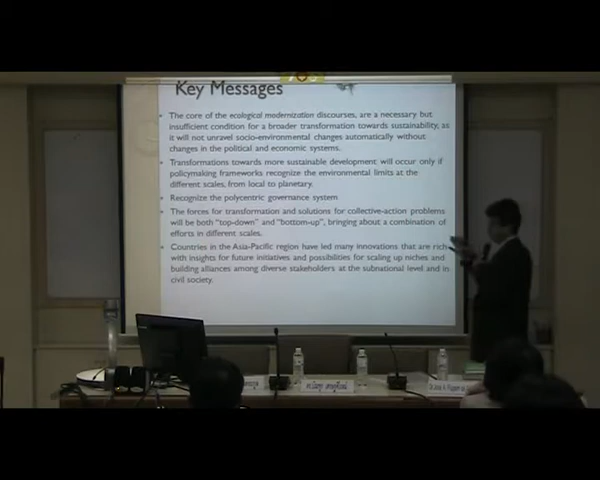 Key Messages
The core of the ecological modernization discourses, are a necessary but
insufficient condition for a broader transformation towards sustainability, as
it will not unravel socio-environmental changes automatically without
changes in the political and economic systems.
Transformations towards more sustainable development will occur only if
policymaking frameworks recognize the environmental limits at the
different scales, from local to planetary.
Recognize the polycentric governance system
The forces for transformation and solutions for collective-action problems
will be both "top-down" and "bottom-up", bringing about a combination of
efforts in different scales.
Countries in the Asia-Pacific region have led many innovations that are rich
with insights for future initiatives and possibilities for scaling up niches and
building alliances among diverse stakeholders at the subnational level and in
civil society.